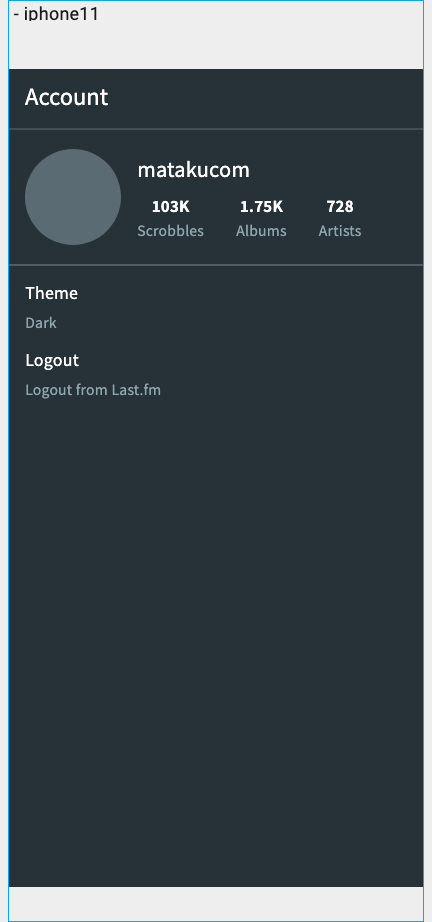 - iphone11
Account
matakucom
103K 1.75K 728
Scrobbles Albums Artists
Theme
Dark
Logout
Logout from Last.fm